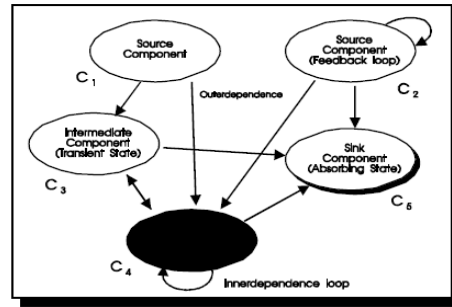 Source
Component
C1
Source
Component
(Feedback loop)
C2
Outerdependence
Intermediate
Component
(Transient State)
C3
Sink
Component
(Absorbing State)
C5
C4
Innerdependence loop